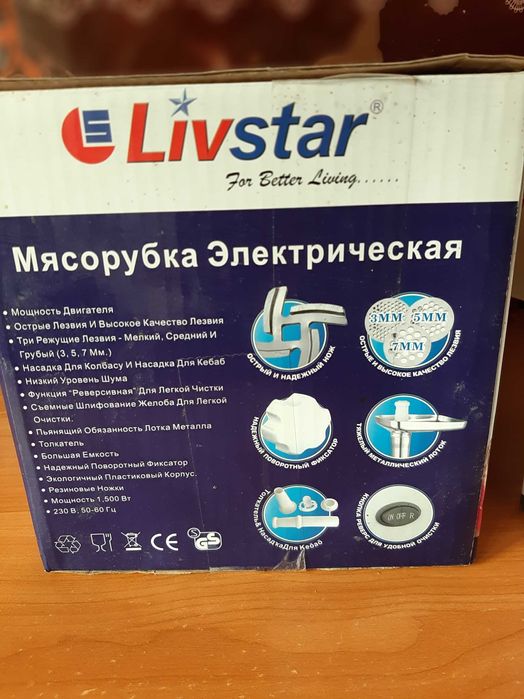 LS Livstar®
For Better Living......
Мясорубка Электрическая
• Мощность Двигателя
• Острые Лезвия И Высокое Качество Лезвия
• Три Режущие Лезвия - Мелкий, Средний И
Грубый (3, 5, 7 Мм.)
• Насадка Для Колбасу И Насадка Для Кебаб
• Низкий Уровень Шума
• Функция "Реверсивная" Для Легкой Чистки
• Съемные Шлифование Желоба Для Легкой
Очистки.
• Пьянящий Обязанность Лотка Металла
• Толкатель
• Большая Емкость
• Надежный Поворотный Фиксатор
• Экологичный Пластиковый Корпус.
• Резиновые Ножки
• Мощность 1,500 Вт
• 230 В, 50-60 Гц
ОСТРЫЙ И НАДЕЖНЫЙ НОЖ
3MM 5MM
7MM
ОСТРЫЕ И ВЫСОКОЕ КАЧЕСТВО ЛЕЗВИЯ
НАДЕЖНЫЙ ПОВОРОТНЫЙ ФИКСАТОР
ТЯЖЕЛЫЙ МЕТАЛЛИЧЕСКИЙ ЛОТОК
Толкатель& НасадкаДля Кебаб
ON OFF R
КНОПКА РЕВЕРС ДЛЯ УДОБНОЙ ОЧИСТКИ
CE
S GS